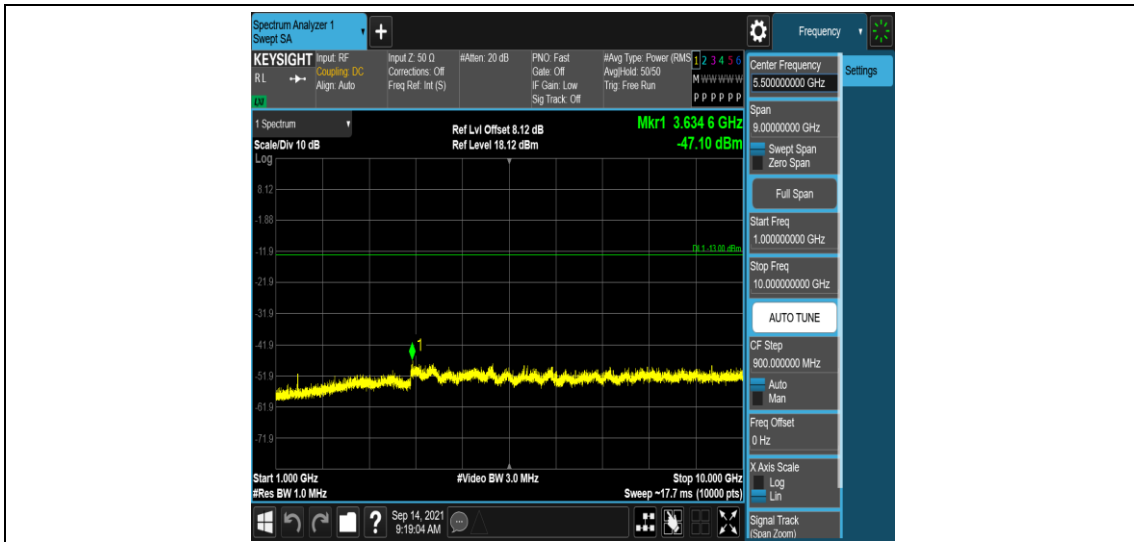 Spectrum Analyzer 1
Swept SA
+
Frequency
KEYSIGHT
RL
LXI
Input: RF
Coupling: DC
Align: Auto
Input Z: 50 Ω
Corrections: Off
Freq Ref: Int (S)
#Atten: 20 dB
PNO: Fast
Gate: Off
IF Gain: Low
Sig Track: Off
#Avg Type: Power (RMS
Avg|Hold: 50/50
Trig: Free Run
1 2 3 4 5 6
M W W W W W
P P P P P P
1 Spectrum
Scale/Div 10 dB
Log
Ref Lvl Offset 8.12 dB
Ref Level 18.12 dBm
Mkr1 3.634 6 GHz
-47.10 dBm
8.12
-1.88
-11.9
DL1 -13.00 dBm
-21.9
-31.9
-41.9
1
-51.9
-61.9
-71.9
Start 1.000 GHz
#Res BW 1.0 MHz
#Video BW 3.0 MHz
Stop 10.000 GHz
Sweep ~17.7 ms (10000 pts)
Center Frequency
5.500000000 GHz
Settings
Span
9.00000000 GHz
Swept Span
Zero Span
Full Span
Start Freq
1.000000000 GHz
Stop Freq
10.000000000 GHz
AUTO TUNE
CF Step
900.000000 MHz
Auto
Man
Freq Offset
0 Hz
X Axis Scale
Log
Lin
Signal Track
(Span Zoom)
?
Sep 14, 2021
9:19:04 AM